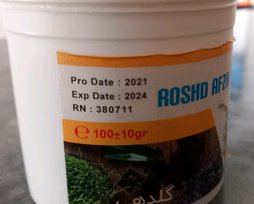 Pro Date : 2021
Exp Date : 2024
RN : 380711
ROSHD AFZ
℮ 100±10gr